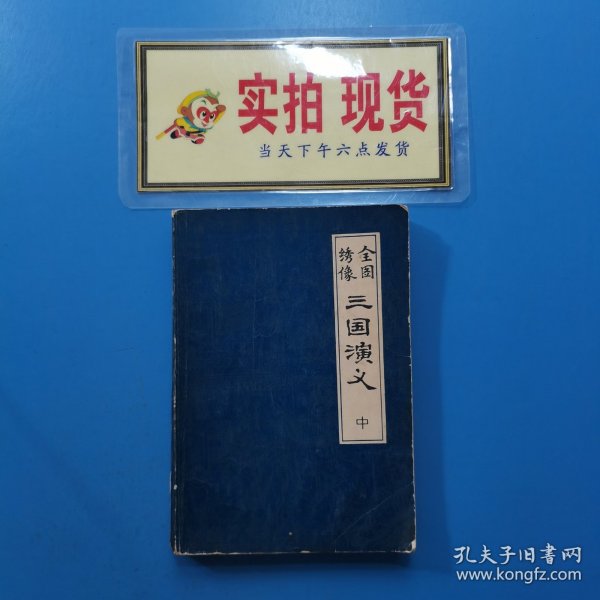 实拍 现货
当天下午六点发货
全图
绣像
三国演义
中
孔夫子旧書网
www.kongfz.com